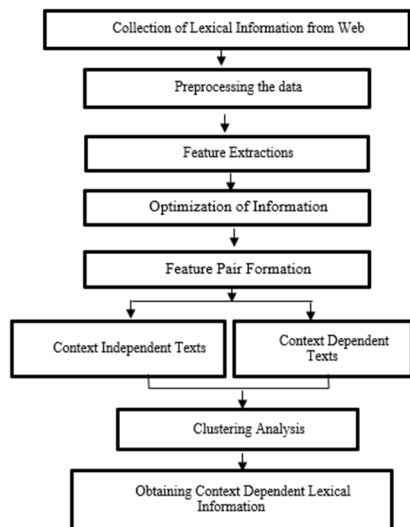 Collection of Lexical Information from Web
Preprocessing the data
Feature Extractions
Optimization of Information
Feature Pair Formation
Context Independent Texts
Context Dependent
Texts
Clustering Analysis
Obtaining Context Dependent Lexical
Information